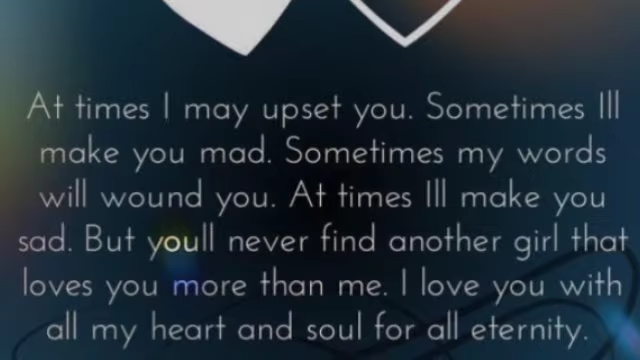 At times I may upset you. Sometimes Ill
make you mad. Sometimes my words
will wound you. At times Ill make you
sad. But youll never find another girl that
loves you more than me. I love you with
all my heart and soul for all eternity.